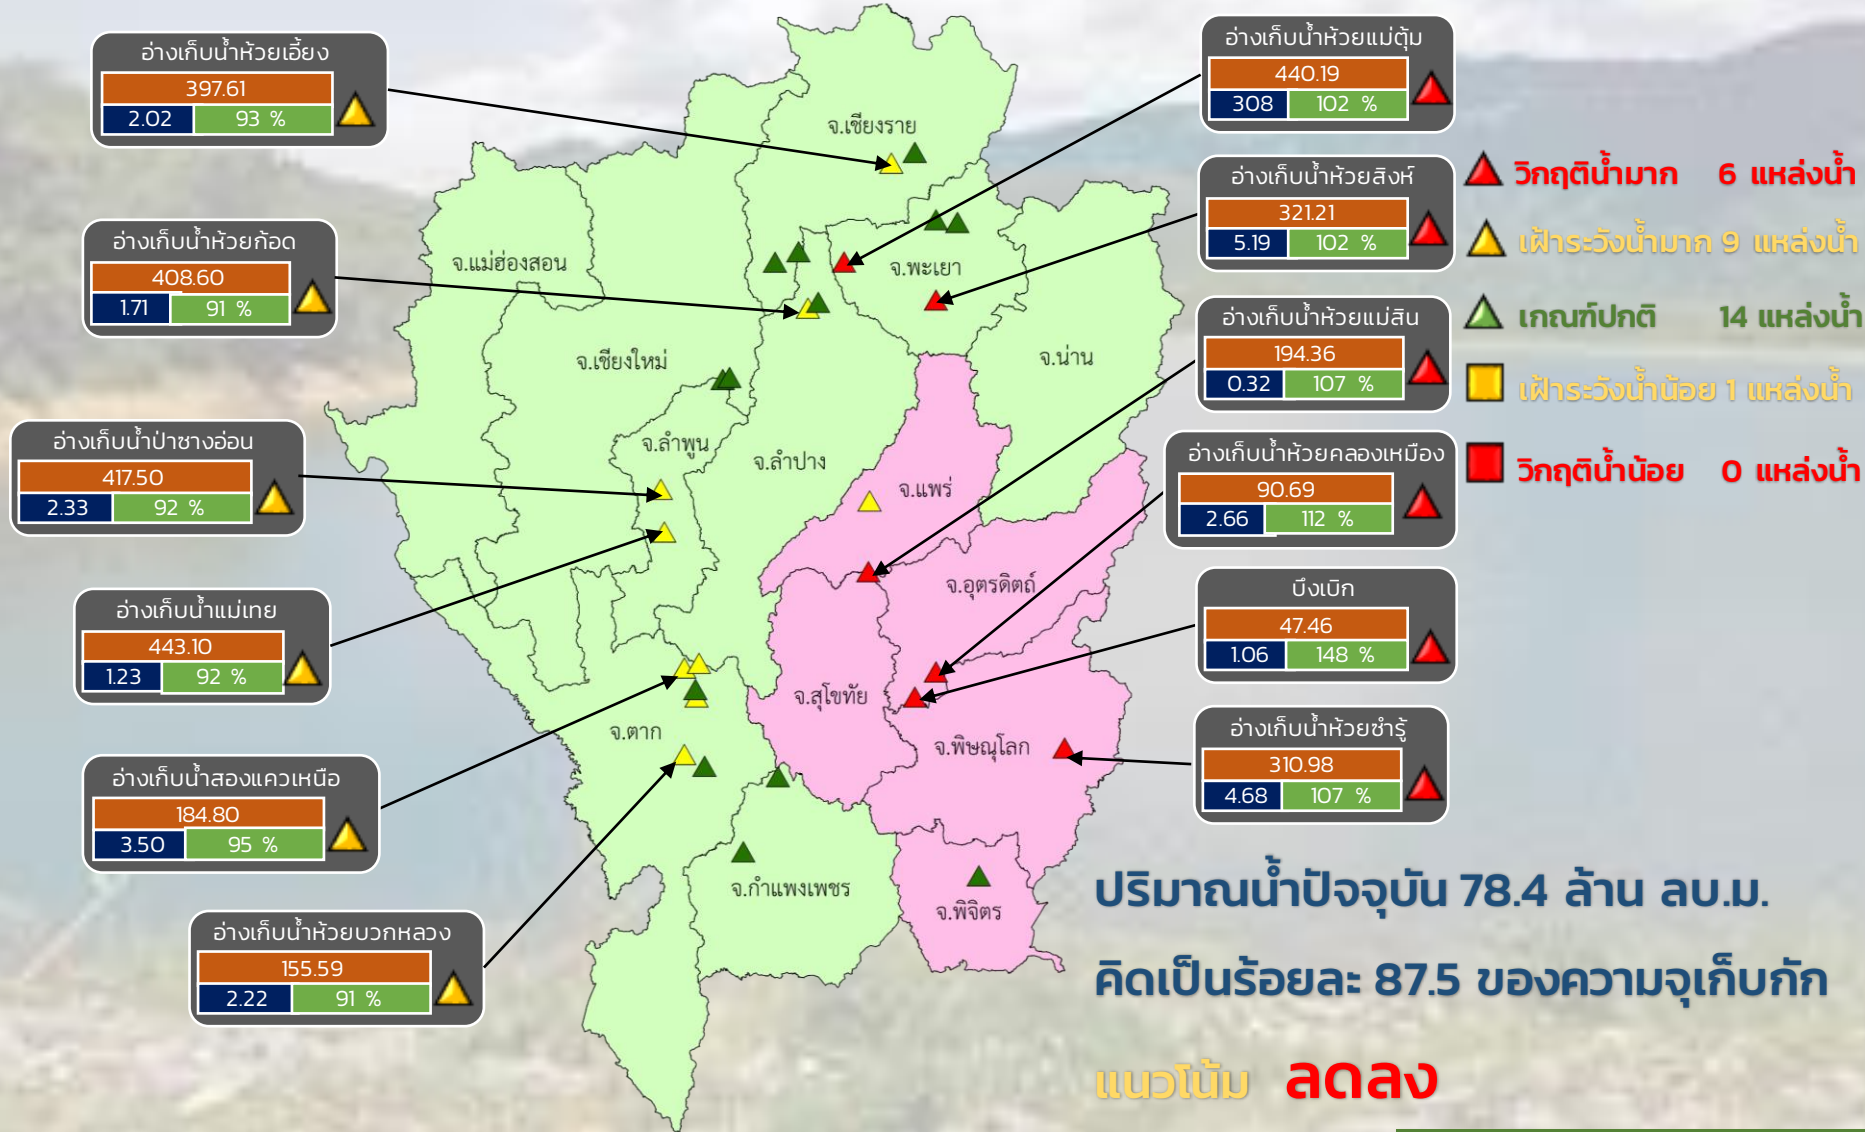 อ่างเก็บน้ำห้วยเอี้ยง
397.61
2.02 93 %
อ่างเก็บน้ำห้วยก้อด
408.60
1.71 91 %
อ่างเก็บน้ำป่าซางอ่อน
417.50
2.33 92 %
อ่างเก็บน้ำแม่เทย
443.10
1.23 92 %
อ่างเก็บน้ำสองแควเหนือ
184.80
3.50 95 %
อ่างเก็บน้ำห้วยบวกหลวง
155.59
2.22 91 %
จ.เชียงราย
จ.แม่ฮ่องสอน
จ.พะเยา
จ.เชียงใหม่
จ.น่าน
จ.ลำพูน
จ.ลำปาง
จ.แพร่
จ.อุตรดิตถ์
จ.สุโขทัย
จ.ตาก
จ.พิษณุโลก
จ.กำแพงเพชร
จ.พิจิตร
อ่างเก็บน้ำห้วยแม่ตุ้ม
440.19
308 102 %
อ่างเก็บน้ำห้วยสิงห์
321.21
5.19 102 %
อ่างเก็บน้ำห้วยแม่สิน
194.36
0.32 107 %
อ่างเก็บน้ำห้วยคลองเหมือง
90.69
2.66 112 %
บึงเบิก
47.46
1.06 148 %
อ่างเก็บน้ำห้วยซำรู้
310.98
4.68 107 %
วิกฤติน้ำมาก 6 แหล่งน้ำ
เฝ้าระวังน้ำมาก 9 แหล่งน้ำ
เกณฑ์ปกติ 14 แหล่งน้ำ
เฝ้าระวังน้ำน้อย 1 แหล่งน้ำ
วิกฤติน้ำน้อย 0 แหล่งน้ำ
ปริมาณน้ำปัจจุบัน 78.4 ล้าน ลบ.ม.
คิดเป็นร้อยละ 87.5 ของความจุเก็บกัก
แนวโน้ม ลดลง